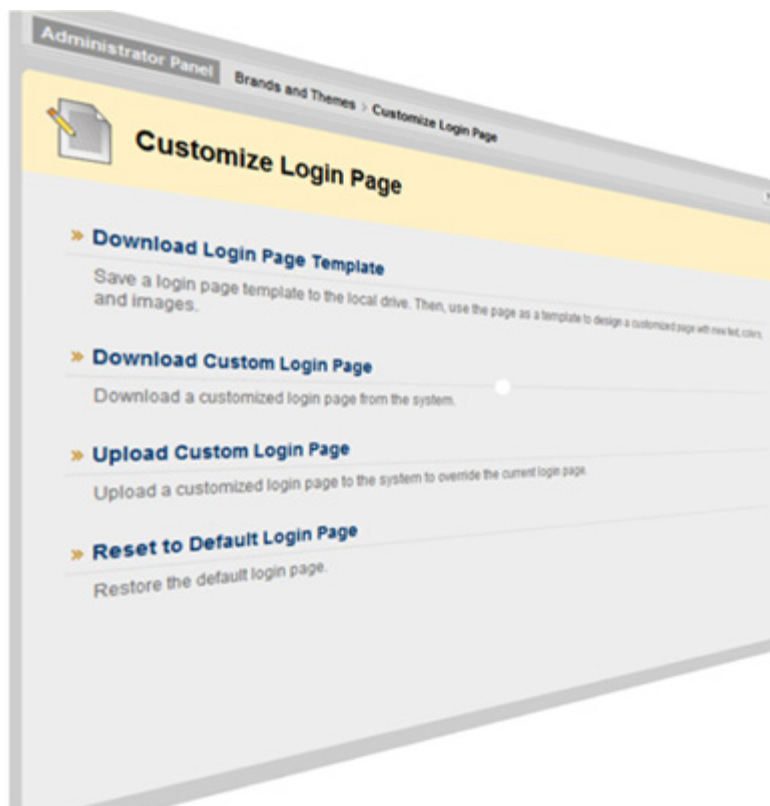 Administrator Panel Brands and Themes > Customize Login Page
Customize Login Page
» Download Login Page Template
Save a login page template to the local drive. Then, use the page as a template to design a customized page with new text, colors,
and images.
» Download Custom Login Page
Download a customized login page from the system.
» Upload Custom Login Page
Upload a customized login page to the system to override the current login page.
» Reset to Default Login Page
Restore the default login page.